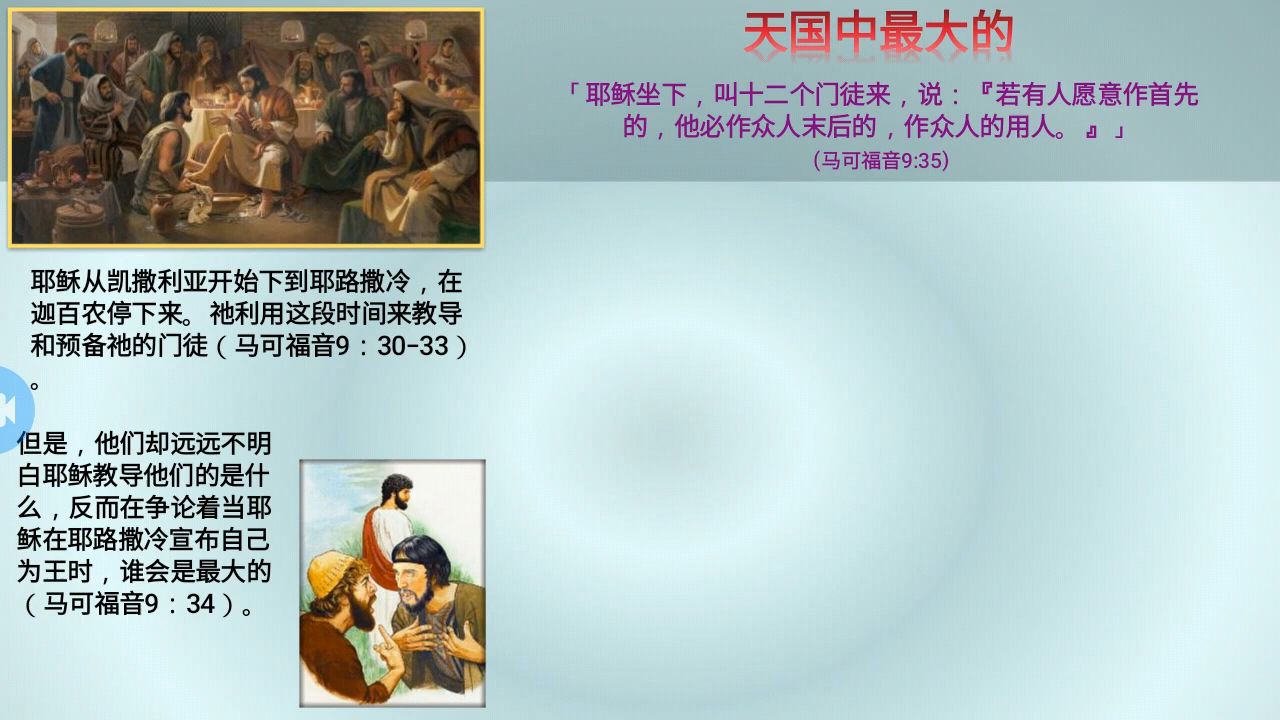 天国中最大的
「耶稣坐下，叫十二个门徒来，说：『若有人愿意作首先
的，他必作众人末后的，作众人的用人。』」
(马可福音9:35)
耶稣从凯撒利亚开始下到耶路撒冷，在
迦百农停下来。 祂利用这段时间来教导
和预备祂的门徒（马可福音9：30-33）
。
但是，他们却远远不明
白耶稣教导他们的是什
么，反而在争论着当耶
稣在耶路撒冷宣布自己
为王时，谁会是最大的
（马可福音9：34）。